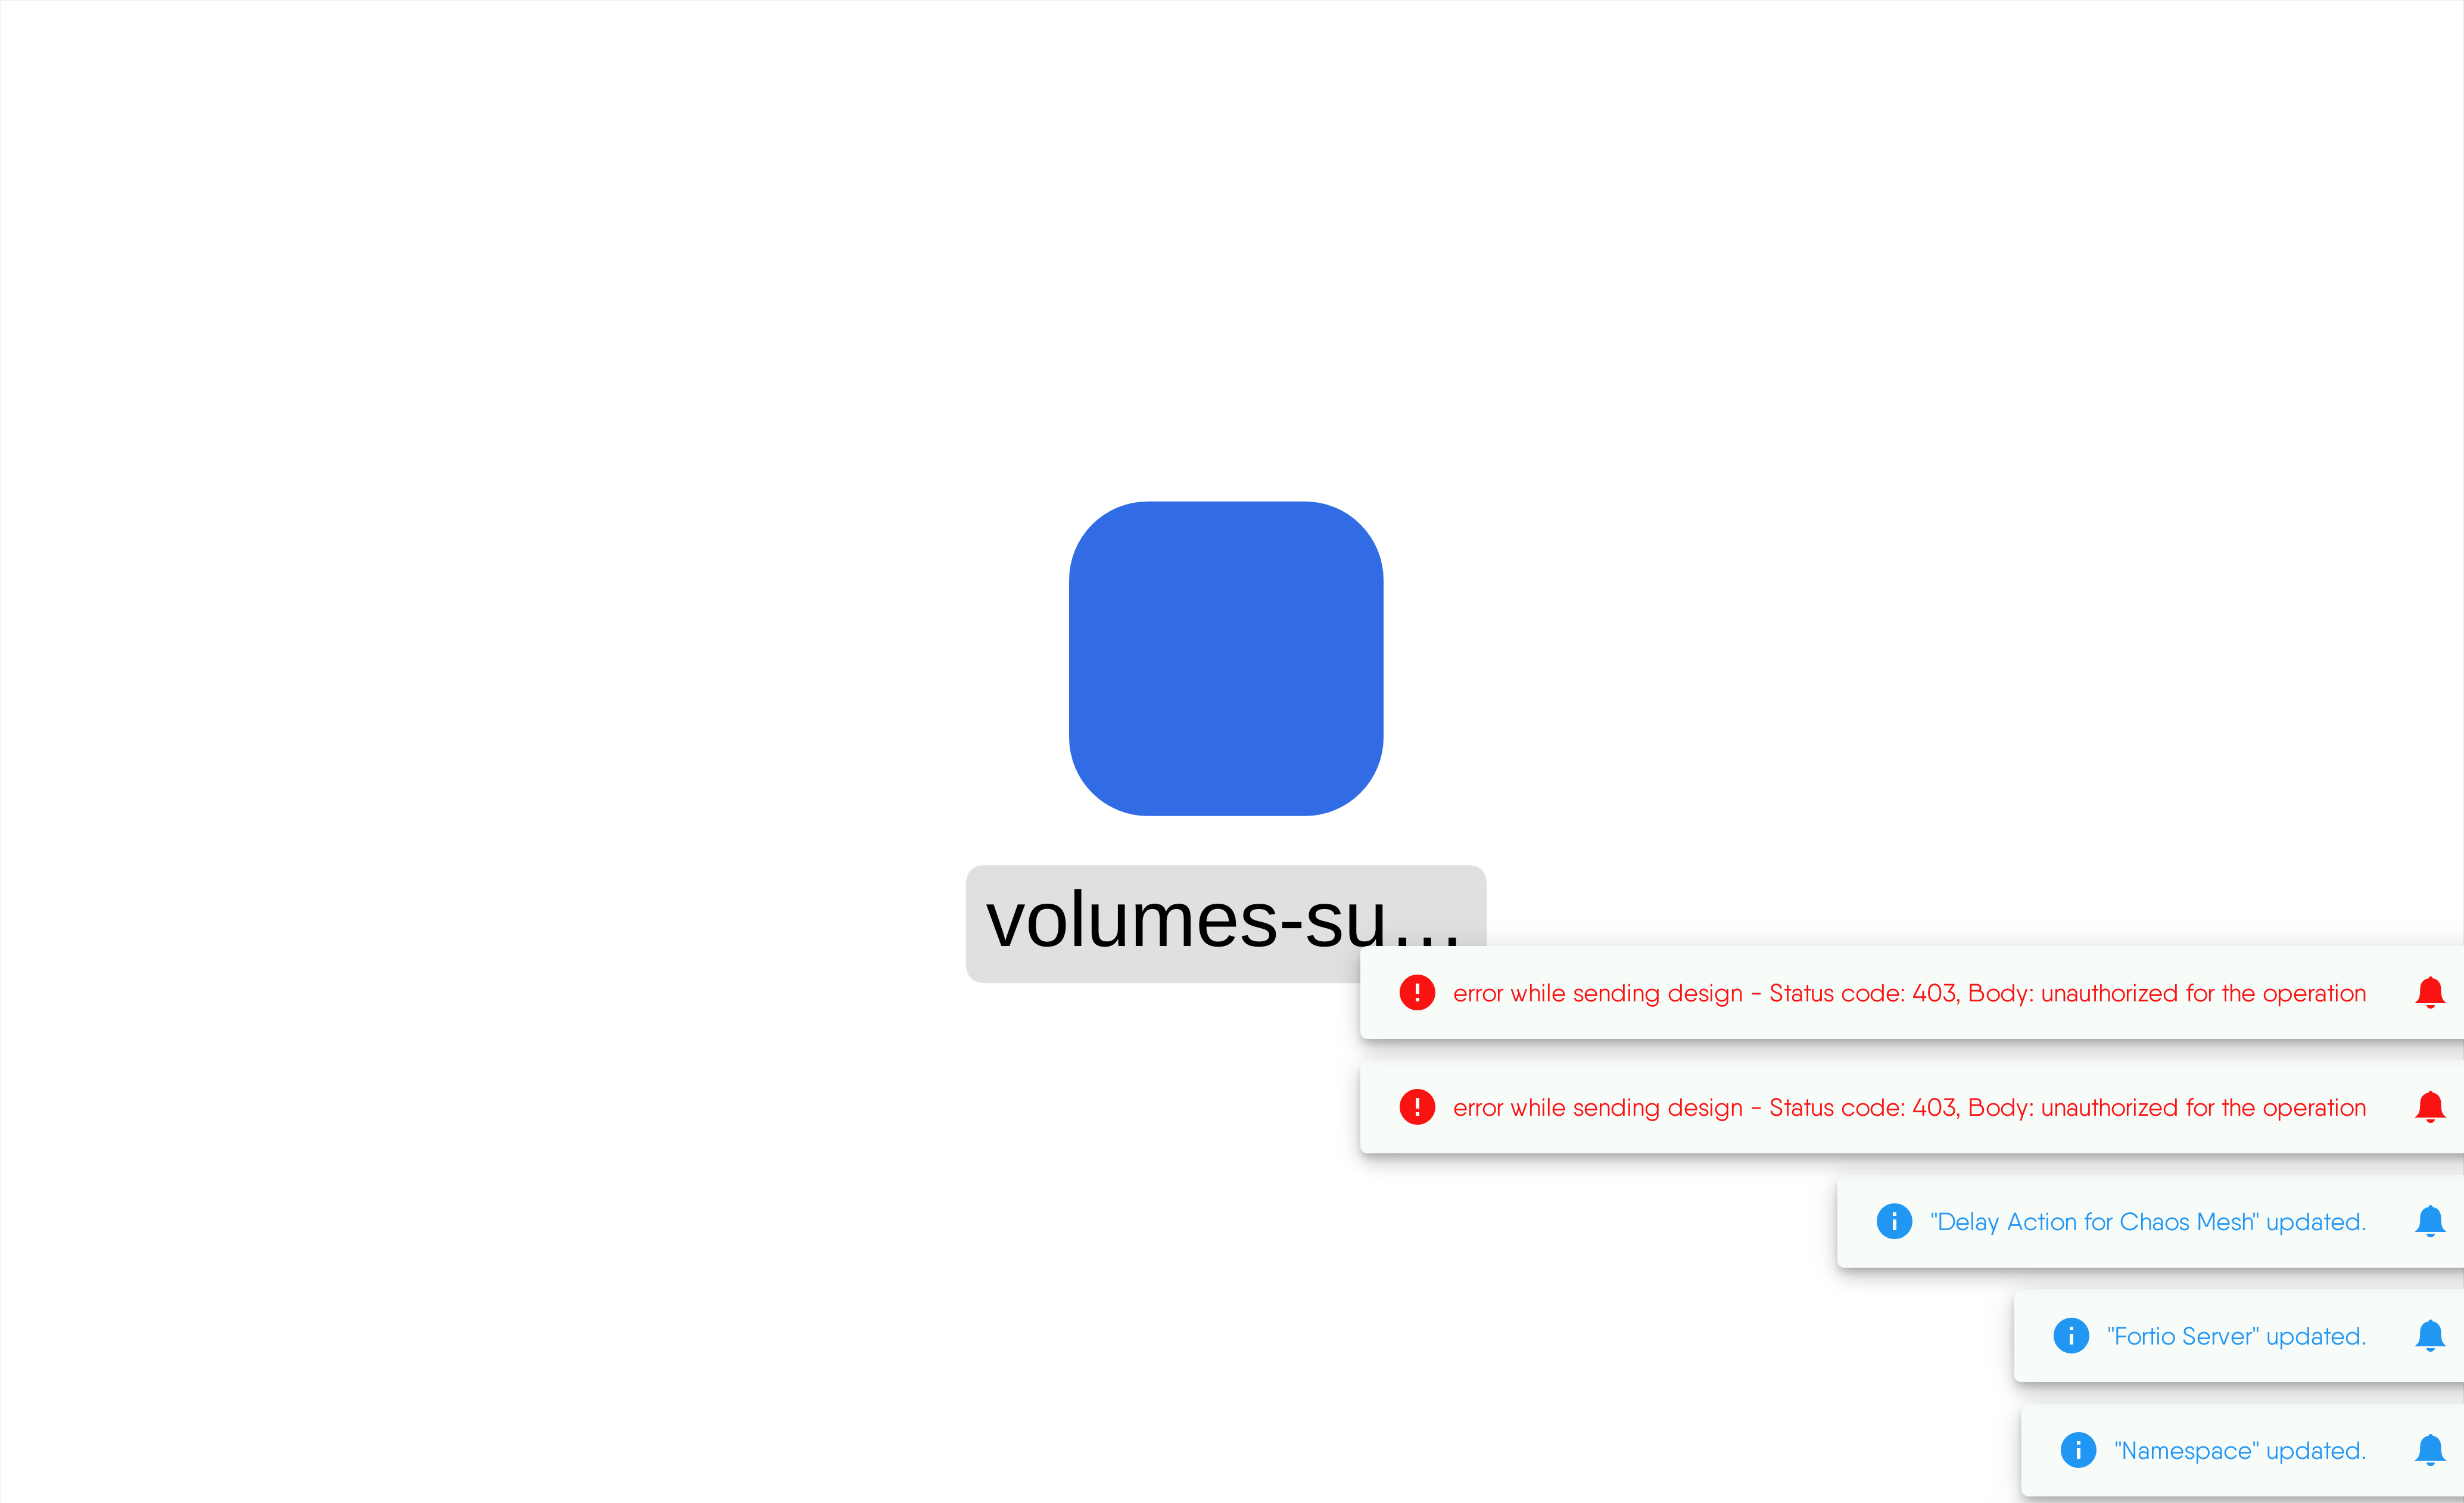 volumes-su...
error while sending design - Status code: 403, Body: unauthorized for the operation
error while sending design - Status code: 403, Body: unauthorized for the operation
"Delay Action for Chaos Mesh" updated.
"Fortio Server" updated.
"Namespace" updated.